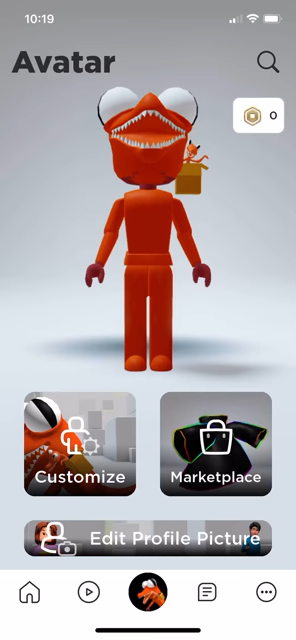 10:19
Avatar
0
Customize
Marketplace
Edit Profile Picture